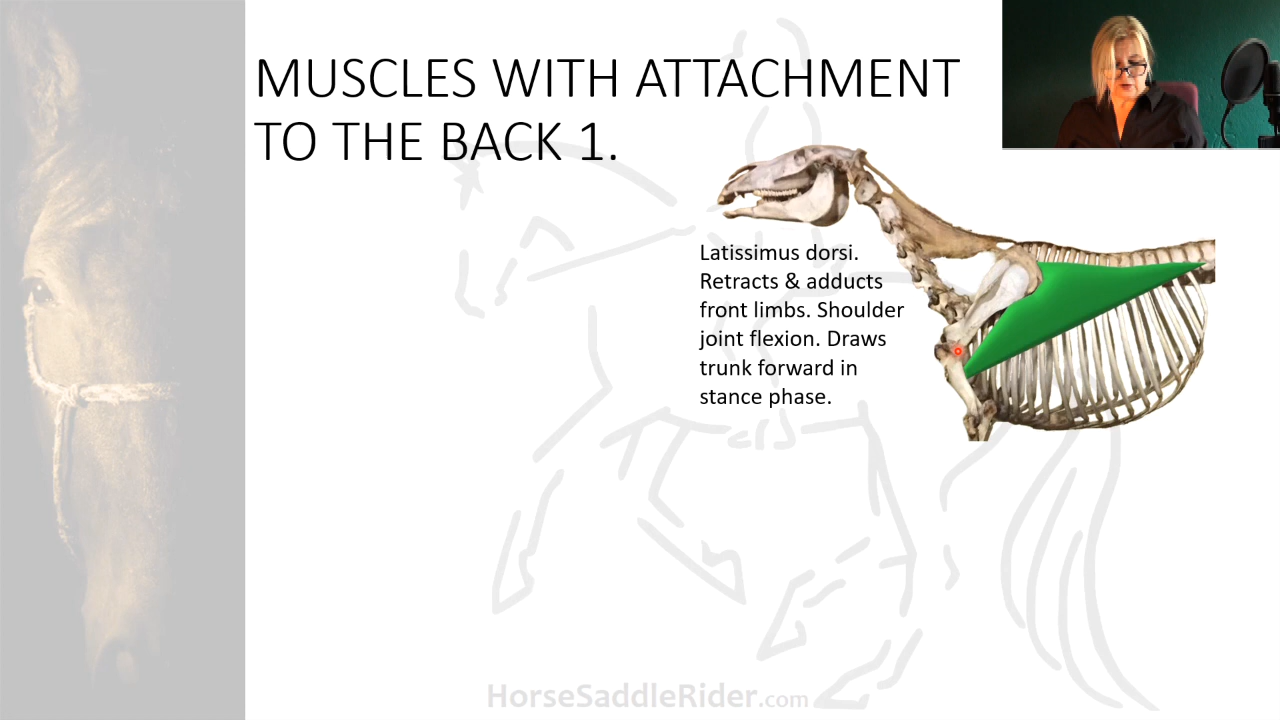 MUSCLES WITH ATTACHMENT
TO THE BACK 1.
Latissimus dorsi.
Retracts & adducts
front limbs. Shoulder
joint flexion. Draws
trunk forward in
stance phase.
HorseSaddleRider.com